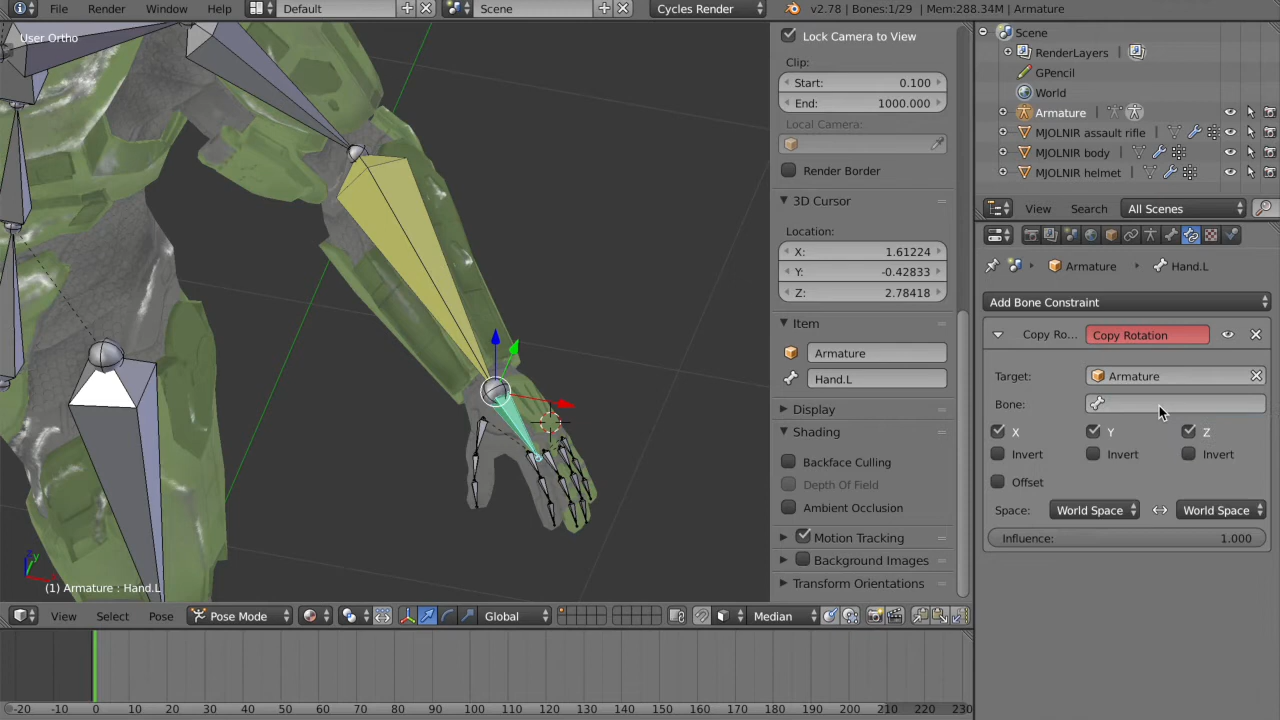 File Render Window Help Default Scene Cycles Render v2.78 | Bones:1/29 | Mem:288.34M | Armature
User Ortho
(1) Armature : Hand.L
View Select Pose Pose Mode Global Median
-20 -10 0 10 20 30 40 50 60 70 80 90 100 110 120 130 140 150 160 170 180 190 200 210 220 230
Lock Camera to View
Clip:
Start: 0.100
End: 1000.000
Local Camera:
Render Border
3D Cursor
Location:
X: 1.61224
Y: -0.42833
Z: 2.78418
Item
Armature
Hand.L
Display
Shading
Backface Culling
Depth Of Field
Ambient Occlusion
Motion Tracking
Background Images
Transform Orientations
Scene
RenderLayers
GPencil
World
Armature
MJOLNIR assault rifle
MJOLNIR body
MJOLNIR helmet
View Search All Scenes
Armature Hand.L
Add Bone Constraint
Copy Ro... Copy Rotation
Target: Armature
Bone:
X Y Z
Invert Invert Invert
Offset
Space: World Space World Space
Influence: 1.000